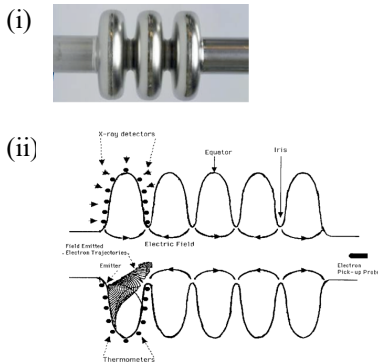 (i)
(ii)
X-ray detectors
Equator
Iris
Field Emitted
Electron Trajectories
Electric Field
Emitter
Electron
Pick-up Probe
Thermometers